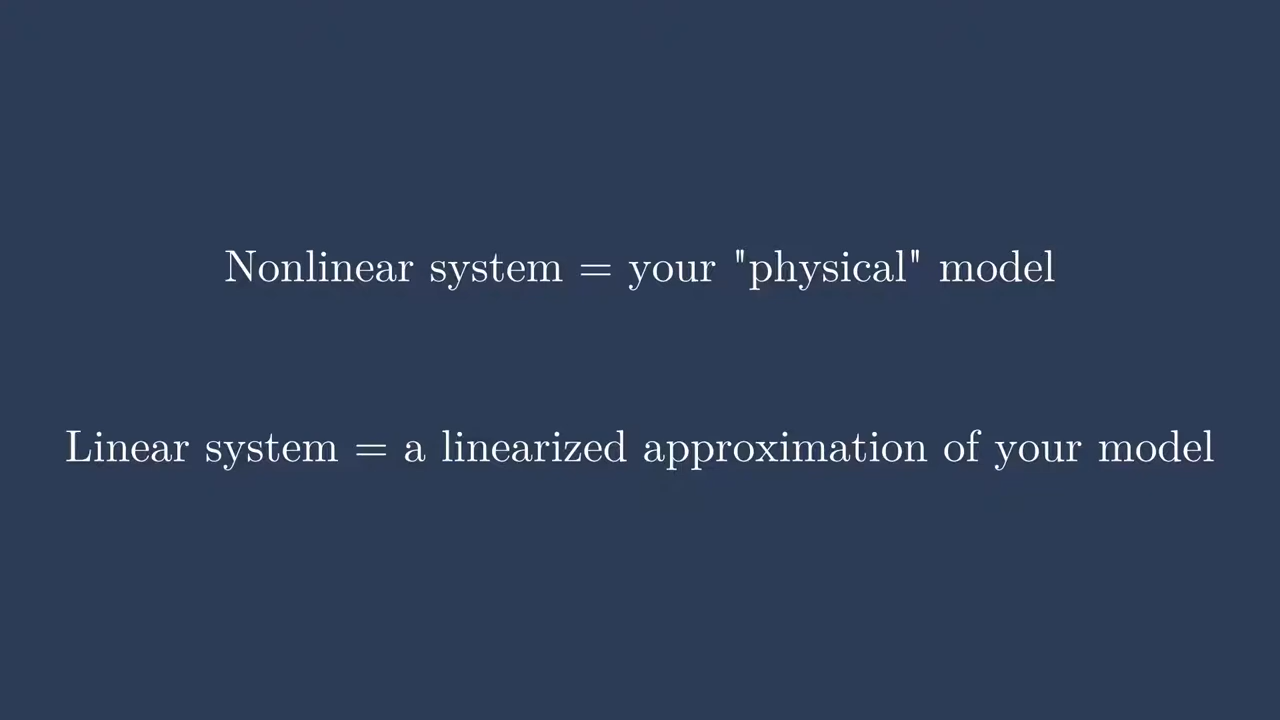 Nonlinear system = your "physical" model
Linear system = a linearized approximation of your model